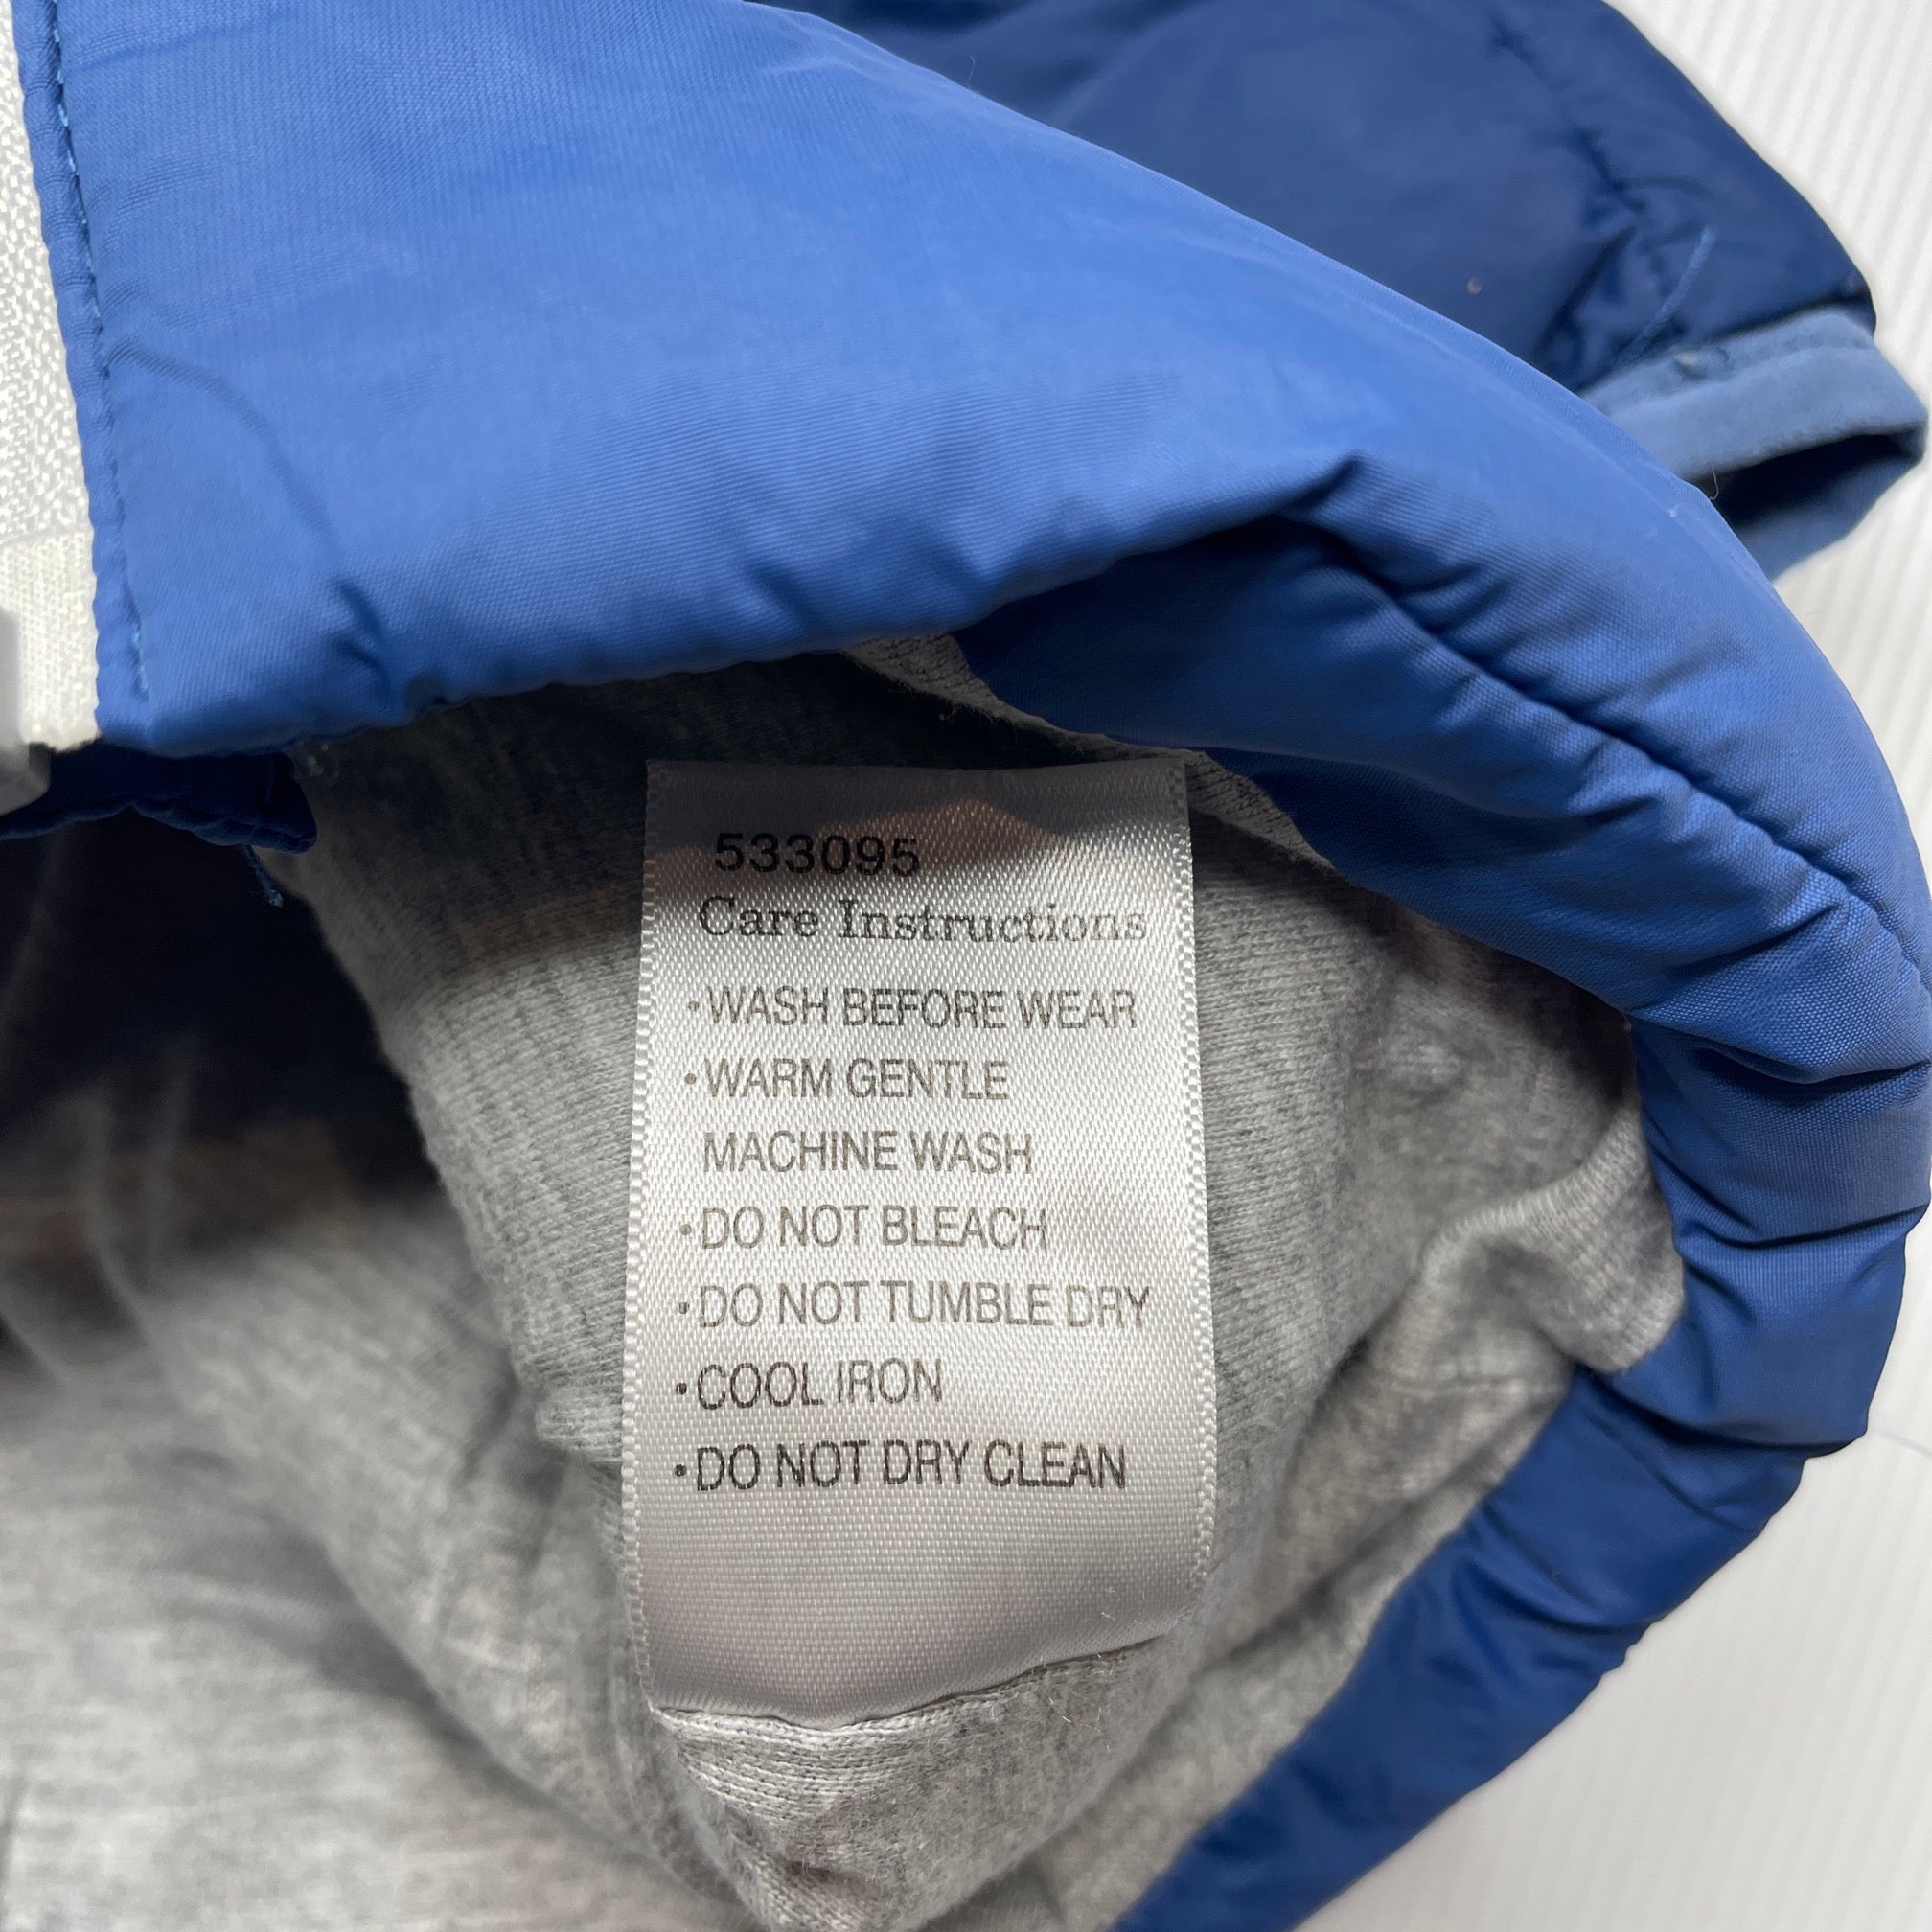 533095
Care Instructions
·WASH BEFORE WEAR
·WARM GENTLE
MACHINE WASH
·DO NOT BLEACH
·DO NOT TUMBLE DRY
·COOL IRON
·DO NOT DRY CLEAN